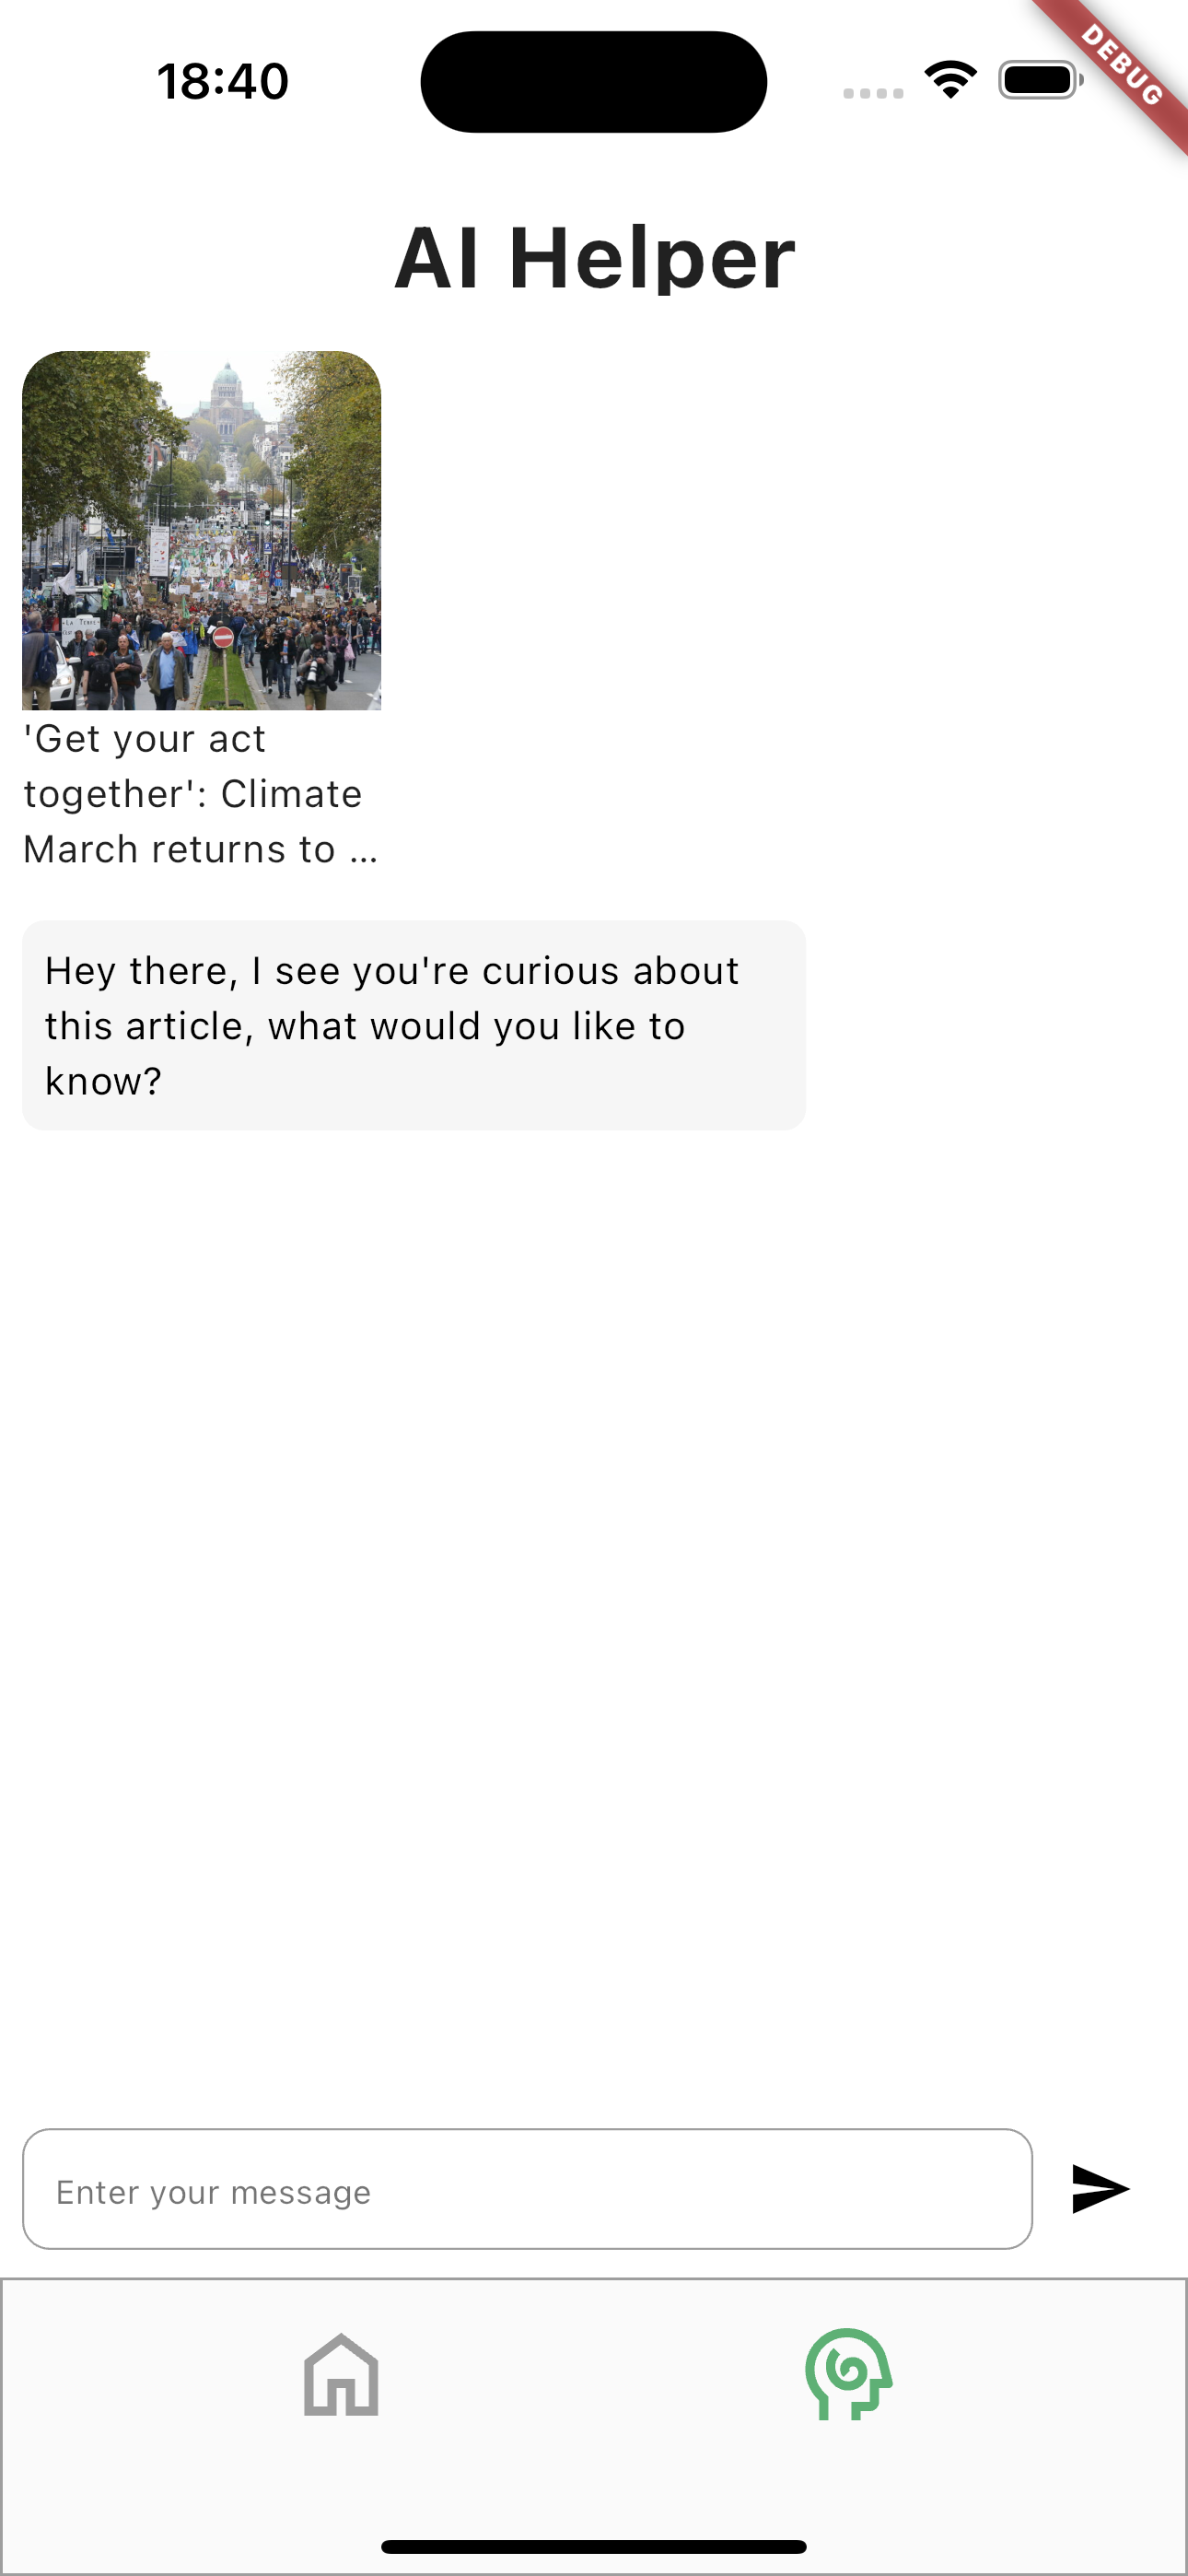 18:40
DEBUG
AI Helper
'Get your act
together': Climate
March returns to ...
Hey there, I see you're curious about
this article, what would you like to
know?
Enter your message